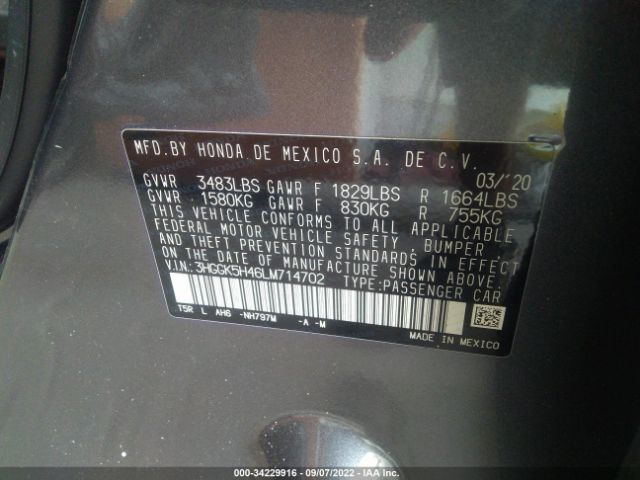 MFD.BY HONDA DE MEXICO S.A. DE C.V.
03/'20
GVWR 3483LBS GAWR F 1829LBS R 1664LBS
GVWR 1580KG GAWR F 830KG R 755KG
THIS VEHICLE CONFORMS TO ALL APPLICABLE
FEDERAL MOTOR VEHICLE SAFETY, BUMPER,
AND THEFT PREVENTION STANDARDS IN EFFECT
ON THE DATE OF MANUFACTURE SHOWN ABOVE.
V.I.N.:3HGGK5H46LM714702 TYPE:PASSENGER CAR
T5R L AH6 -NH797M -A -M
MADE IN MEXICO
000-34229916 - 09/07/2022 - IAA Inc.